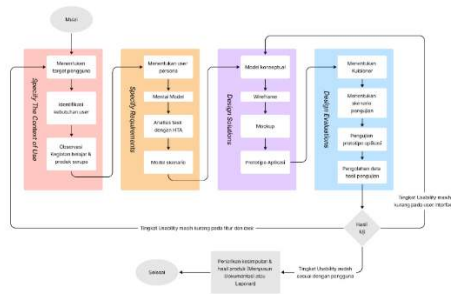 Mulai
Specify The Context of Use
Menentukan
target pengguna
Identifikasi
kebutuhan user
Observasi
Kegiatan belajar &
produk serupa
Specify Requirements
Menentukan user
persona
Mental Model
Analisis task
dengan HTA
Model skenario
Design Solutions
Model konseptual
Wireframe
Mockup
Prototipe Aplikasi
Design Evaluations
Menentukan
Kuisioner
Menentukan
skenario
pengujian
Pengujian
prototipe aplikasi
Pengolahan data
hasil pengujian
Tingkat Usability masih
kurang pada user interface
Tingkat Usability masih kurang pada fitur dan task
Hasil
Uji
Tingkat Usability sudah
sesuai dengan pengguna
Penarikan kesimpulan &
hasil produk (Menyusun
Dokumentasi atau
Laporan)
Selesai